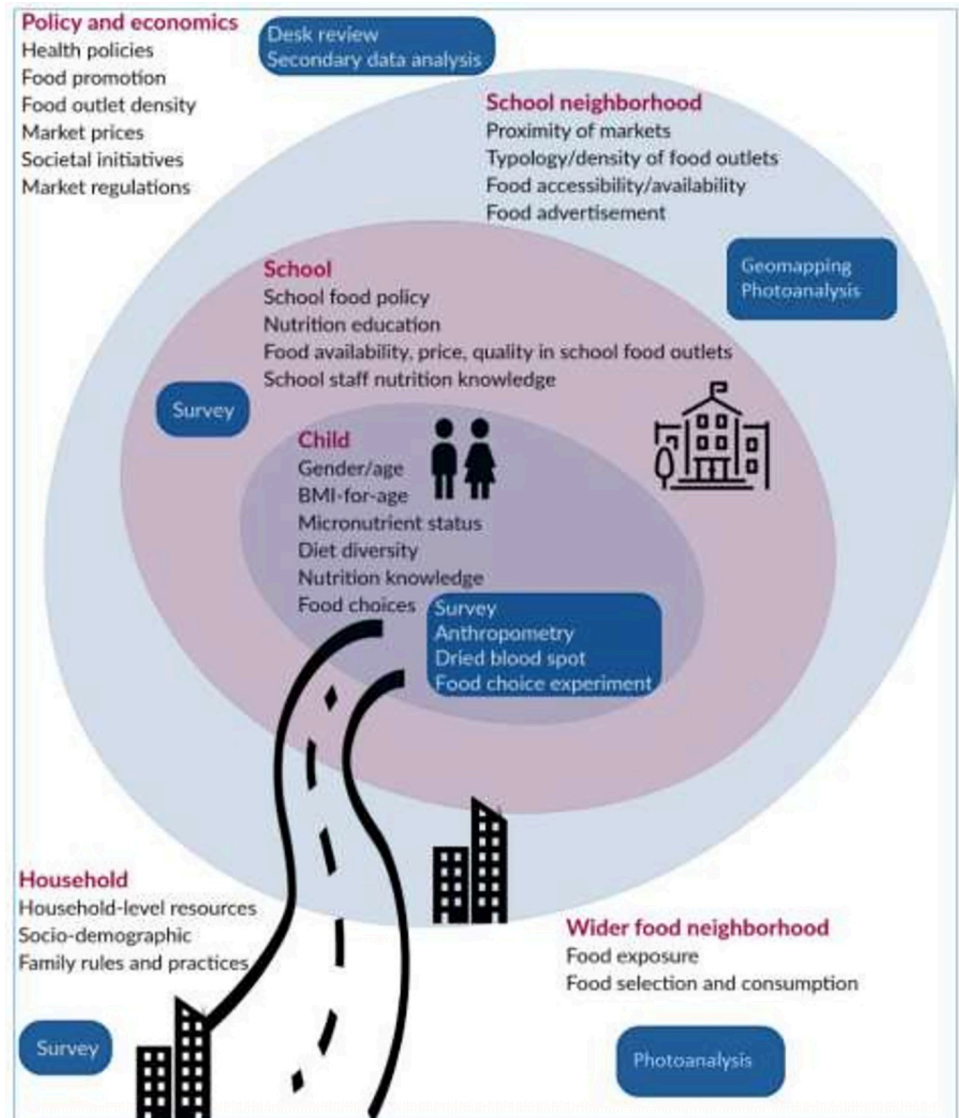 Policy and economics
Health policies
Food promotion
Food outlet density
Market prices
Societal initiatives
Market regulations
Desk review
Secondary data analysis
School neighborhood
Proximity of markets
Typology/density of food outlets
Food accessibility/availability
Food advertisement
Geomapping
Photoanalysis
School
School food policy
Nutrition education
Food availability, price, quality in school food outlets
School staff nutrition knowledge
Survey
Child
Gender/age
BMI-for-age
Micronutrient status
Diet diversity
Nutrition knowledge
Food choices
Survey
Anthropometry
Dried blood spot
Food choice experiment
Household
Household-level resources
Socio-demographic
Family rules and practices
Survey
Wider food neighborhood
Food exposure
Food selection and consumption
Photoanalysis